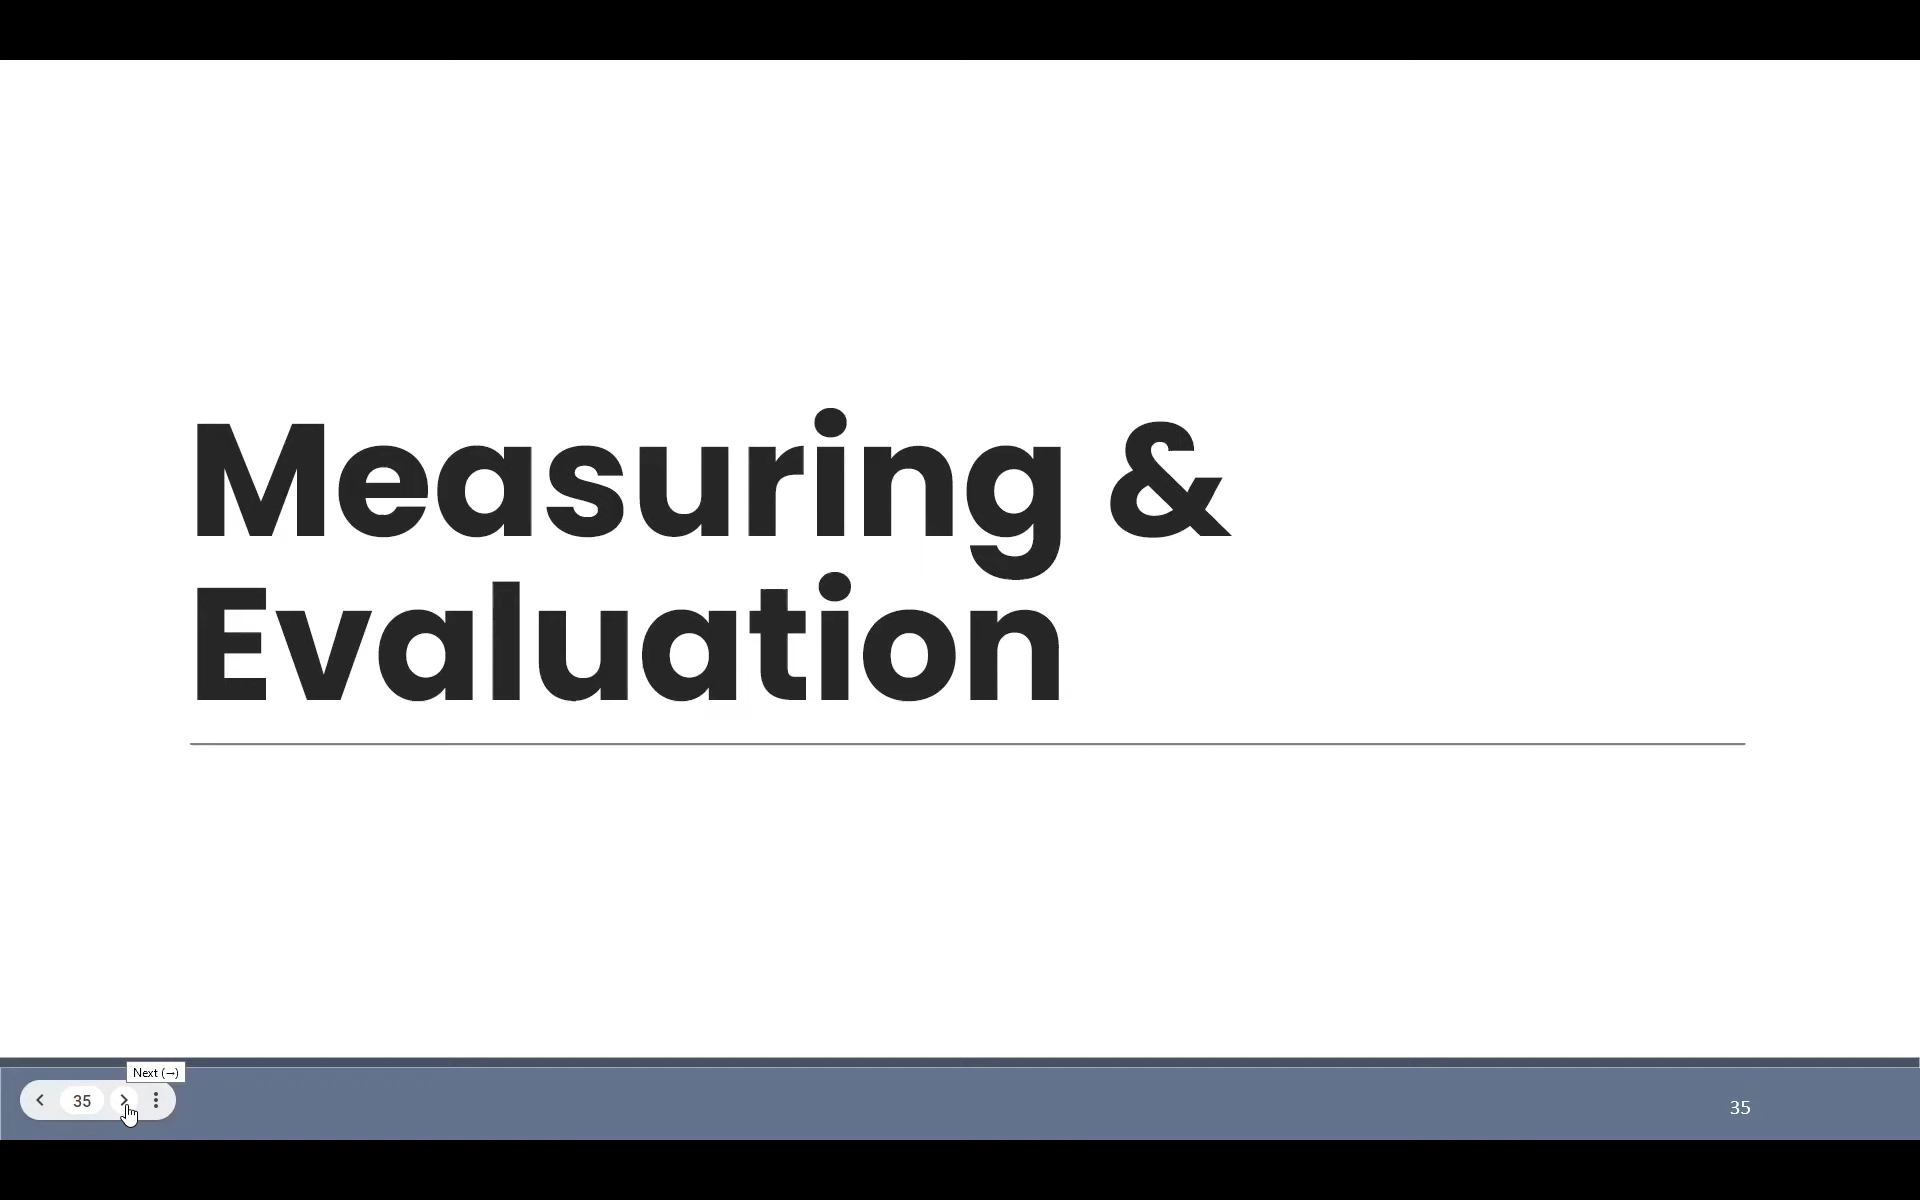 Measuring &
Evaluation
Next (→)
35
35